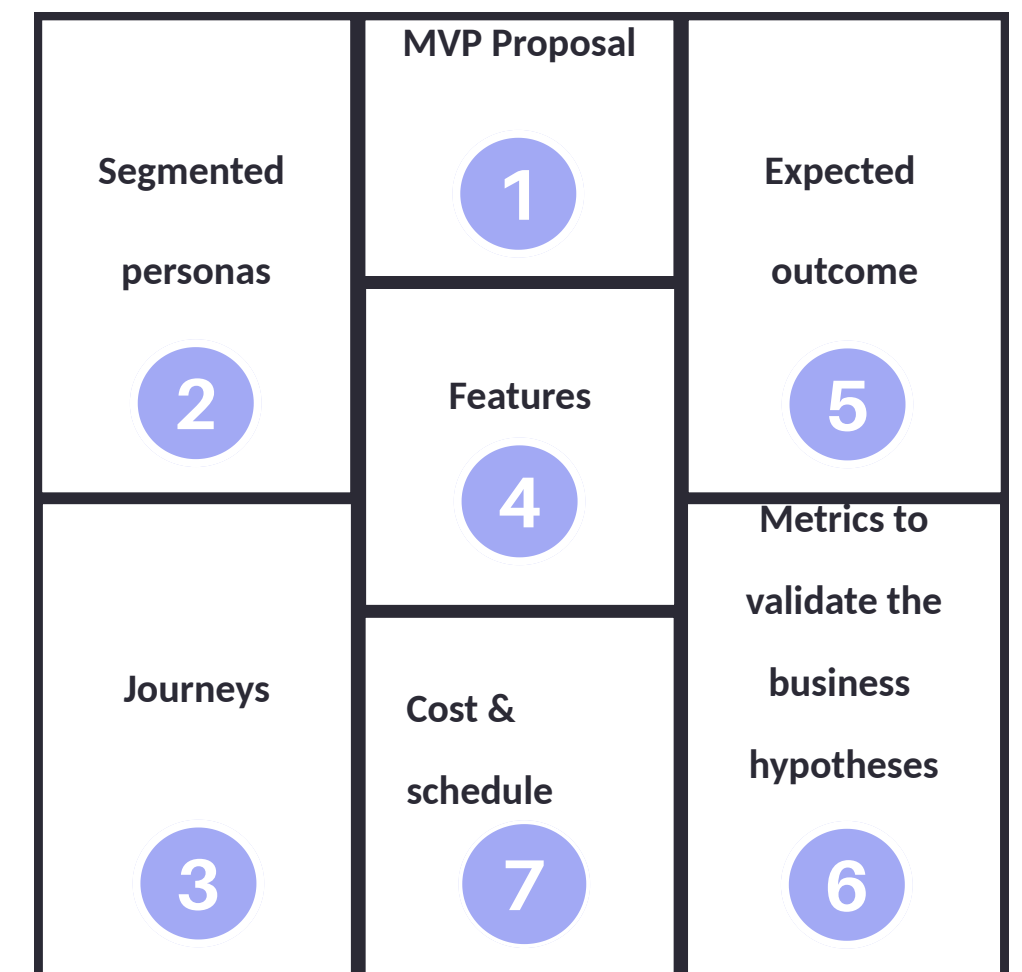 MVP Proposal
1
Segmented
personas
2
Journeys
3
Features
4
Expected
outcome
5
Metrics to
validate the
business
hypotheses
6
Cost &
schedule
7